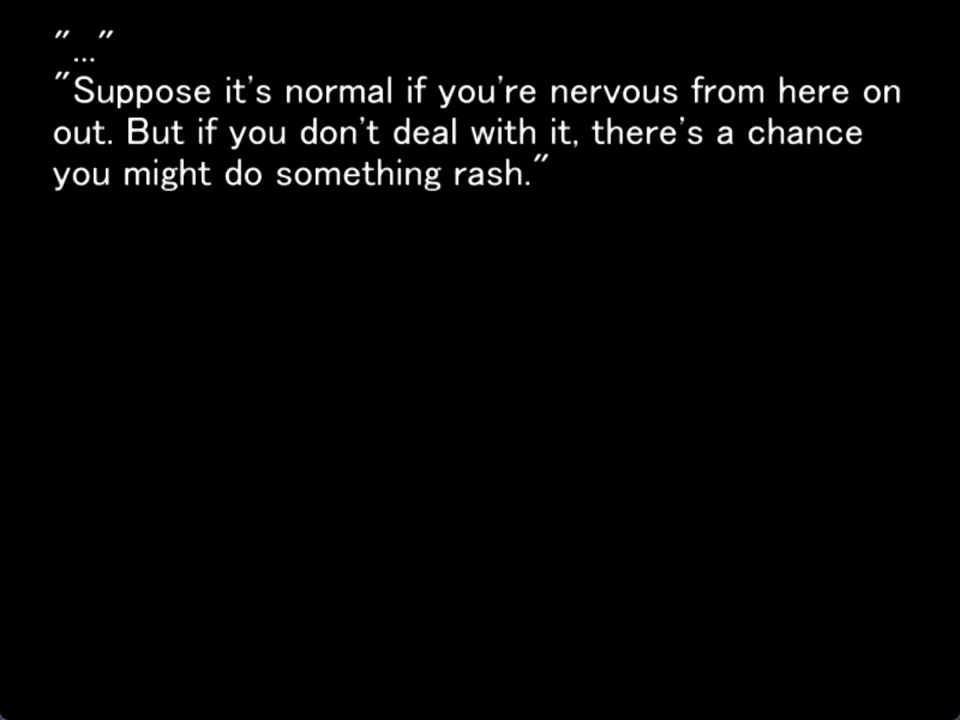 "..."
"Suppose it's normal if you're nervous from here on
out. But if you don't deal with it, there's a chance
you might do something rash."